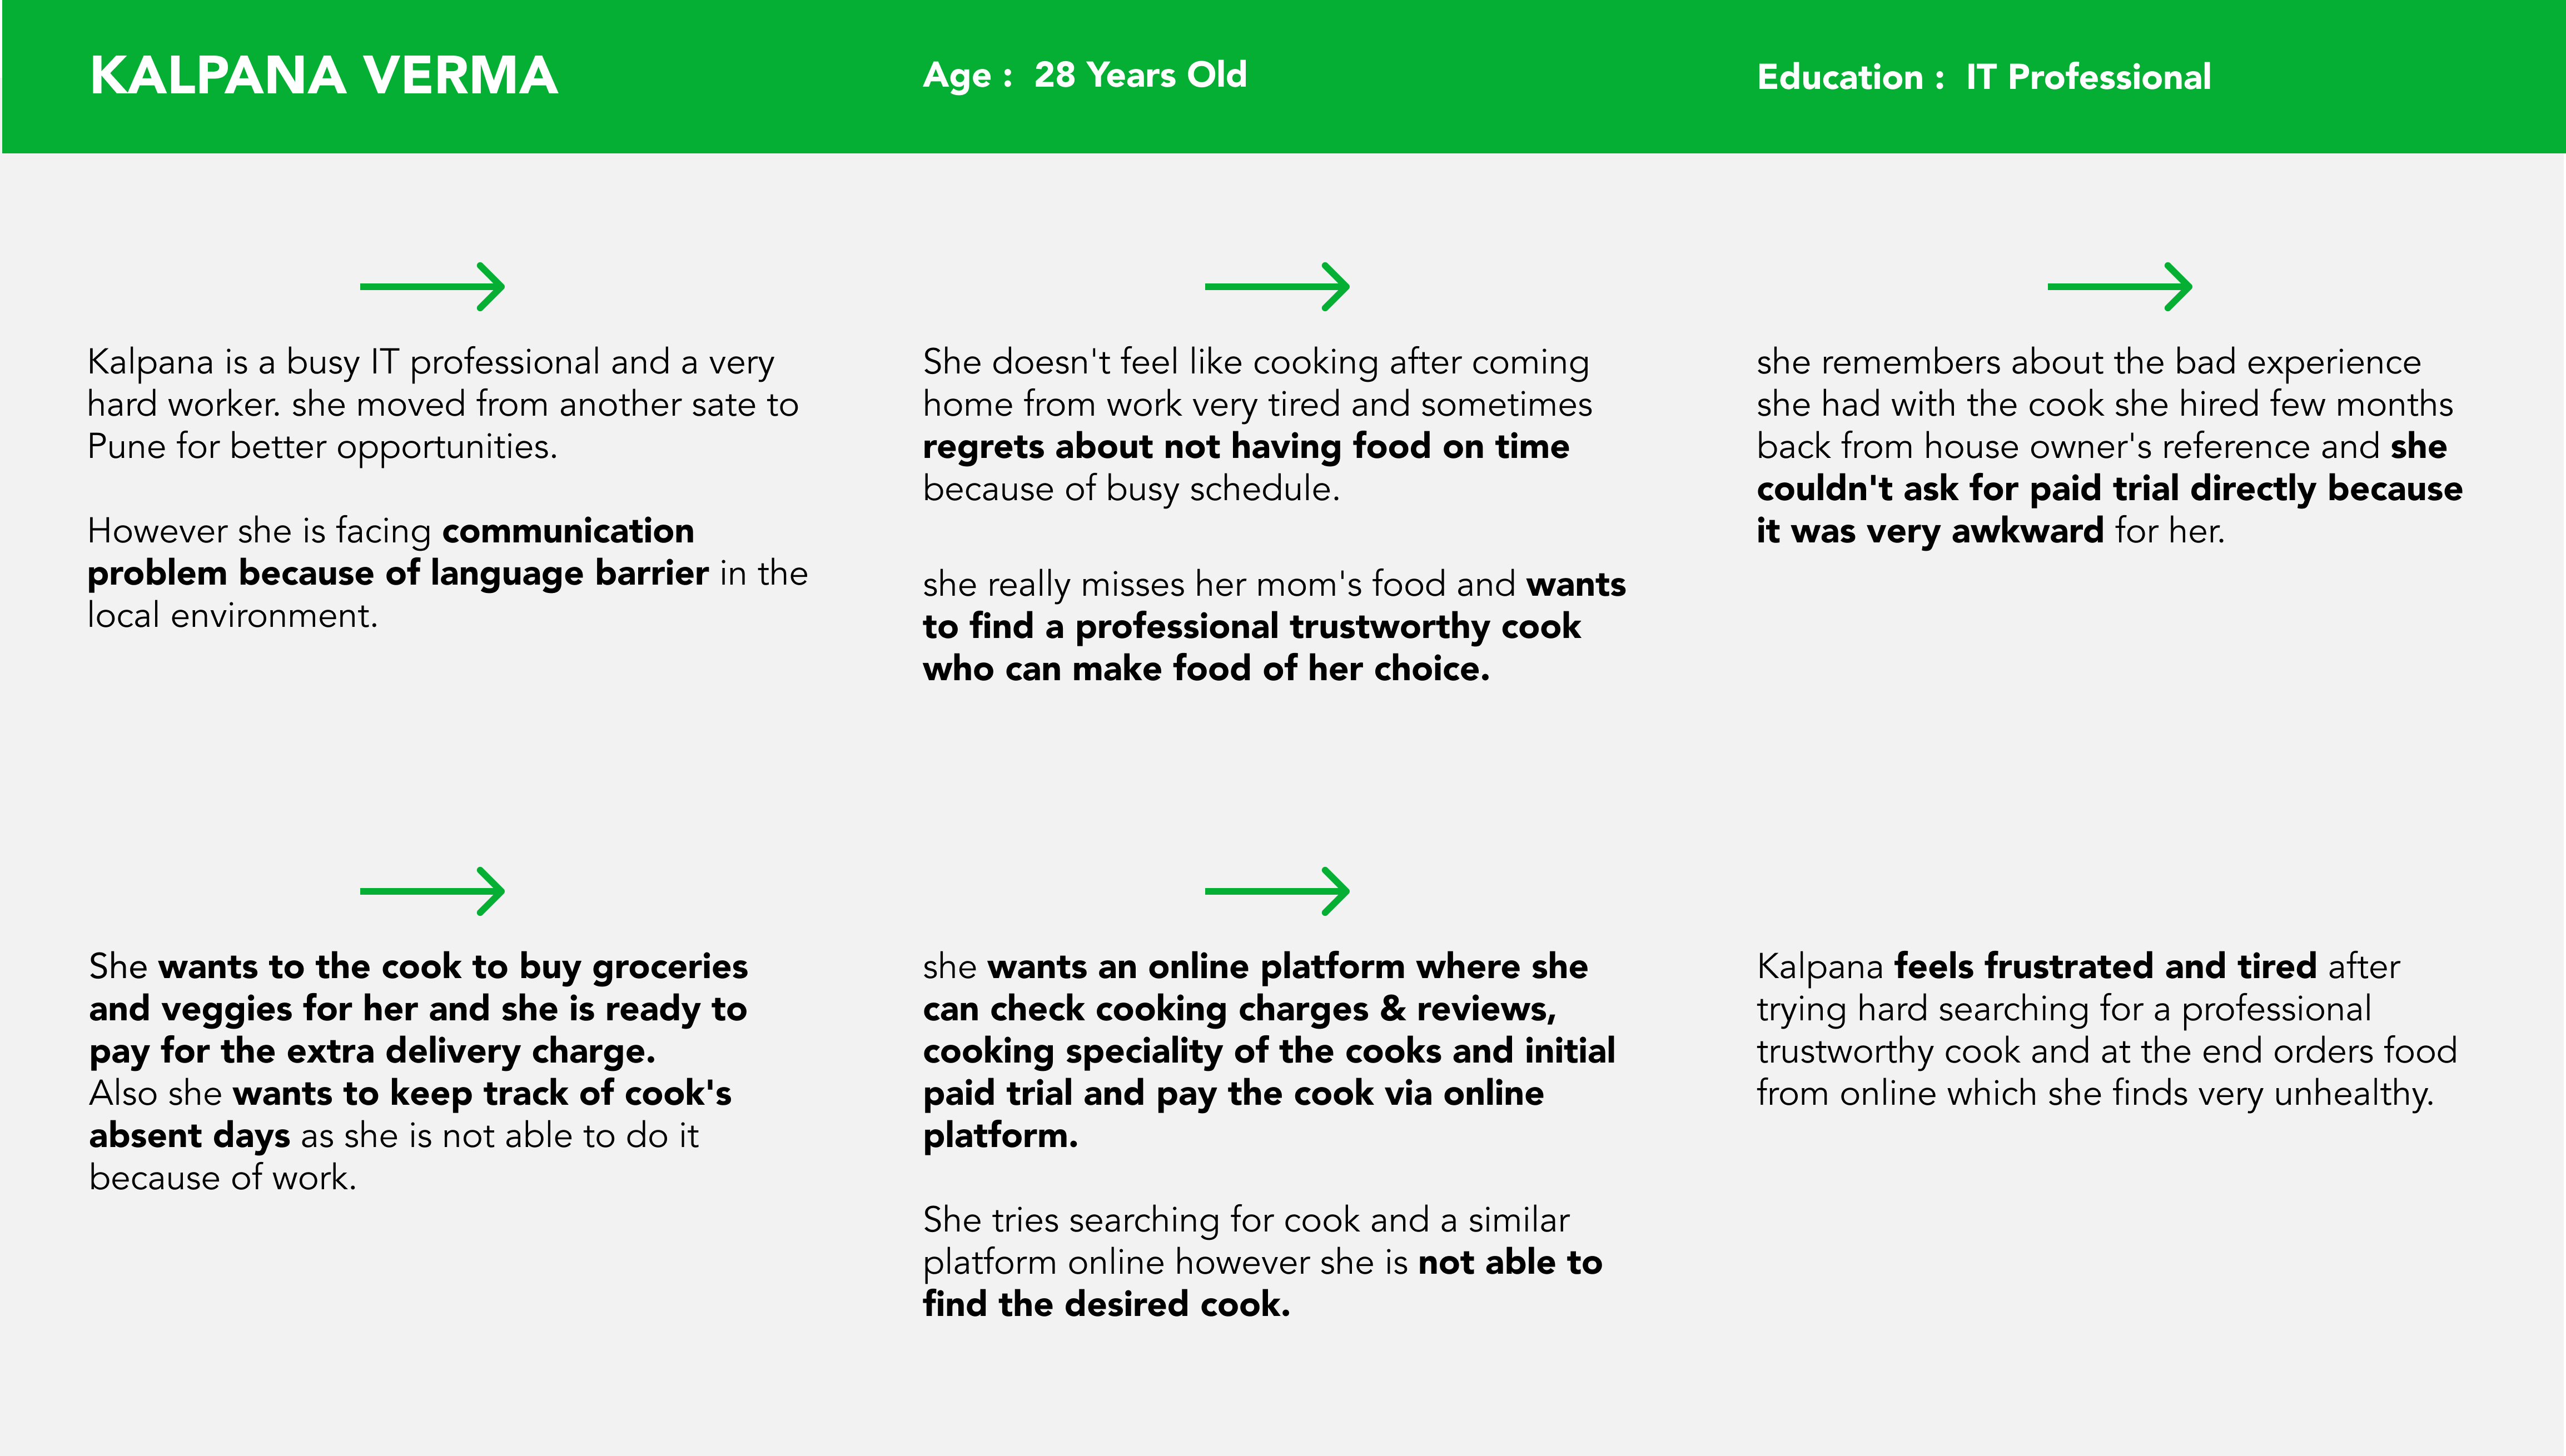 KALPANA VERMA
Age :  28 Years Old
Education :  IT Professional
Kalpana is a busy IT professional and a very
hard worker. she moved from another sate to
Pune for better opportunities.
However she is facing communication
problem because of language barrier in the
local environment.
She doesn't feel like cooking after coming
home from work very tired and sometimes
regrets about not having food on time
because of busy schedule.
she really misses her mom's food and wants
to find a professional trustworthy cook
who can make food of her choice.
she remembers about the bad experience
she had with the cook she hired few months
back from house owner's reference and she
couldn't ask for paid trial directly because
it was very awkward for her.
She wants to the cook to buy groceries
and veggies for her and she is ready to
pay for the extra delivery charge.
Also she wants to keep track of cook's
absent days as she is not able to do it
because of work.
she wants an online platform where she
can check cooking charges & reviews,
cooking speciality of the cooks and initial
paid trial and pay the cook via online
platform.
She tries searching for cook and a similar
platform online however she is not able to
find the desired cook.
Kalpana feels frustrated and tired after
trying hard searching for a professional
trustworthy cook and at the end orders food
from online which she finds very unhealthy.